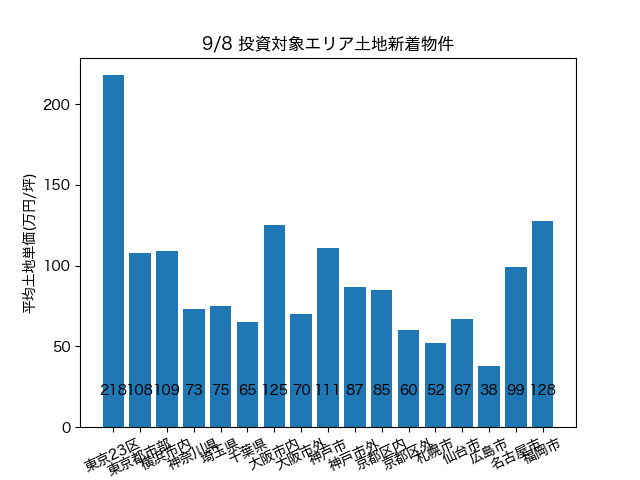 9/8 投資対象エリア土地新着物件
平均土地単価(万円/坪)
200
150
100
50
0
218 108 109 73 75 65 125 70 111 87 85 60 52 67 38 99 128
東京23区 東京都市部 横浜市内 神奈川県 埼玉県 千葉県 大阪市内 大阪市外 神戸市 神戸市外 京都区内 京都区外 札幌市 仙台市 広島市 名古屋市 福岡市